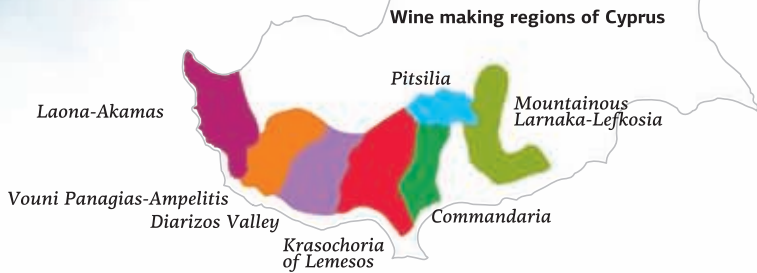 Wine making regions of Cyprus
Pitsilia
Laona-Akamas
Mountainous
Larnaka-Lefkosia
Vouni Panagias-Ampelitis
Diarizos Valley
Commandaria
Krasochoria
of Lemesos